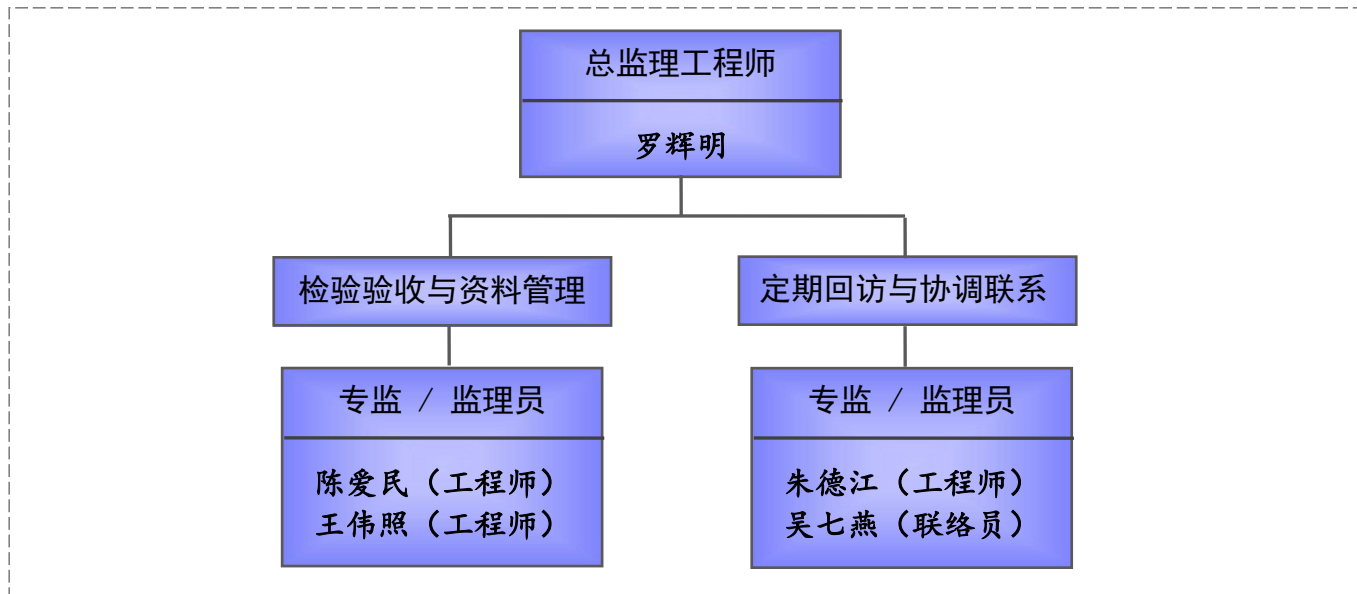 总监理工程师
罗辉明
检验验收与资料管理
定期回访与协调联系
专监 / 监理员
陈爱民（工程师）
王伟照（工程师）
专监 / 监理员
朱德江（工程师）
吴七燕（联络员）